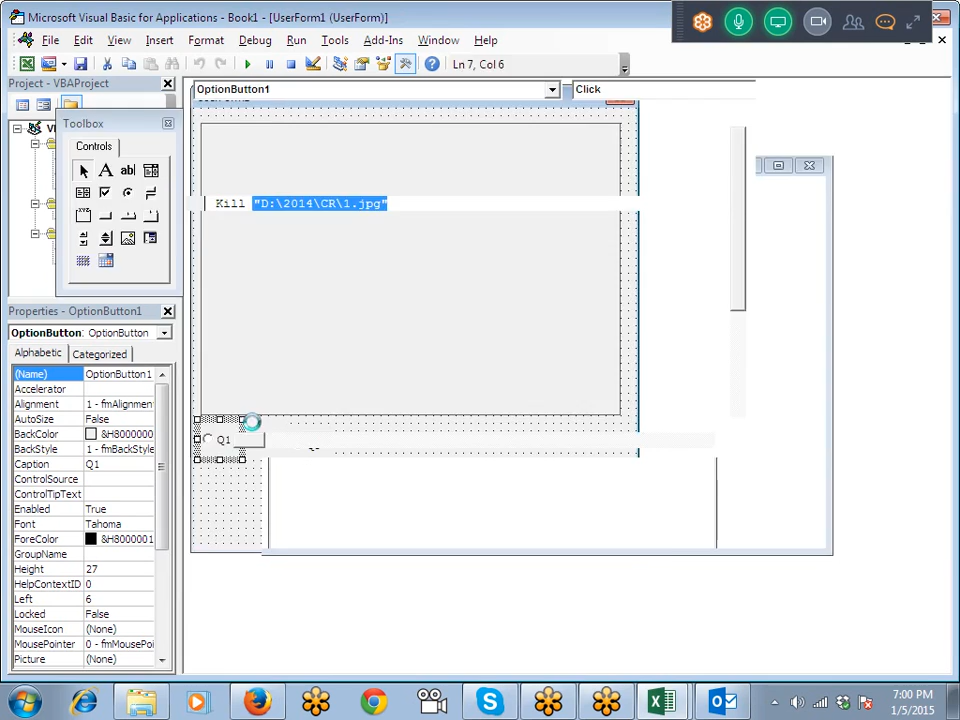 Microsoft Visual Basic for Applications - Book1 - [UserForm1 (UserForm)]
File Edit View Insert Format Debug Run Tools Add-Ins Window Help
Ln 7, Col 6
Project - VBAProject
OptionButton1
Click
Toolbox
Controls
Kill "D:\2014\CR\1.jpg"
Q1
Properties - OptionButton1
OptionButton1 OptionButton
Alphabetic Categorized
(Name) OptionButton1
Accelerator
Alignment 1 - fmAlignmen
AutoSize False
BackColor &H8000000
BackStyle 1 - fmBackStyle
Caption Q1
ControlSource
ControlTipText
Enabled True
Font Tahoma
ForeColor &H8000001
GroupName
Height 27
HelpContextID 0
Left 6
Locked False
MouseIcon (None)
MousePointer 0 - fmMousePoi
Picture (None)
7:00 PM
1/5/2015